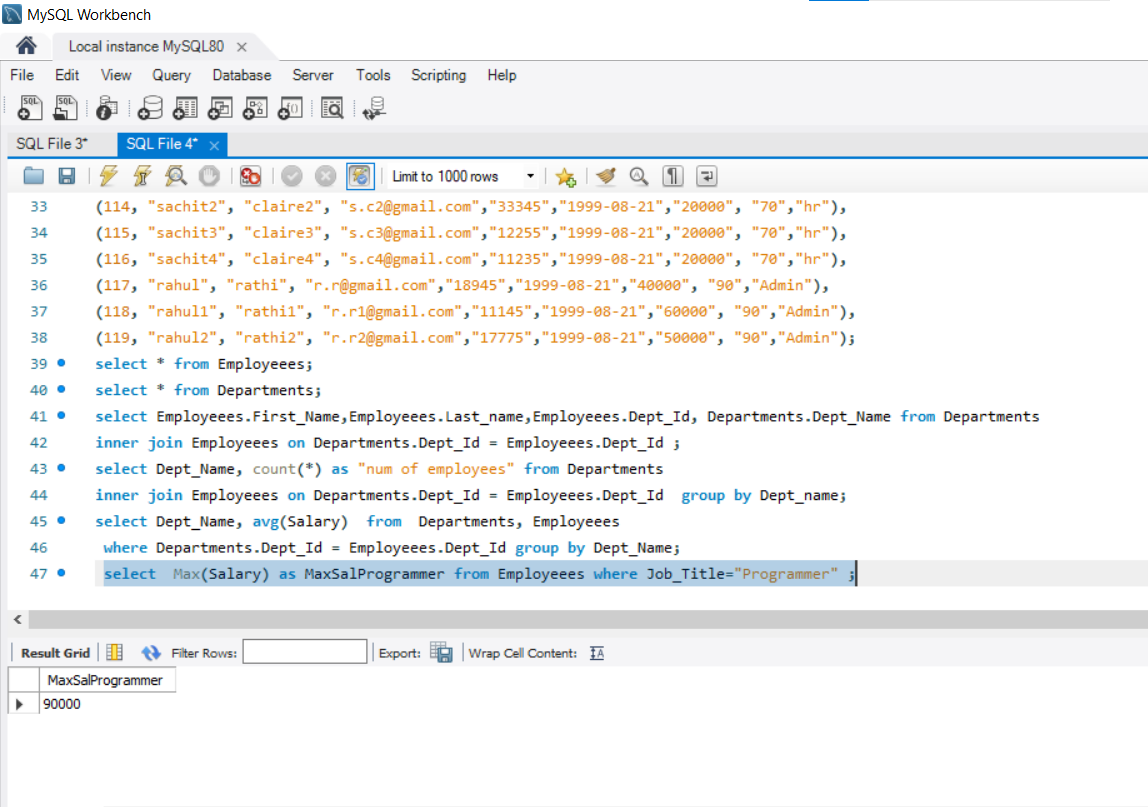 MySQL Workbench
Local instance MySQL80
File Edit View Query Database Server Tools Scripting Help
SQL File 3* SQL File 4*
Limit to 1000 rows
33 (114, "sachit2", "claire2", "s.c2@gmail.com","33345","1999-08-21","20000", "70","hr"),
34 (115, "sachit3", "claire3", "s.c3@gmail.com","12255","1999-08-21","20000", "70","hr"),
35 (116, "sachit4", "claire4", "s.c4@gmail.com","11235","1999-08-21","20000", "70","hr"),
36 (117, "rahul", "rathi", "r.r@gmail.com","18945","1999-08-21","40000", "90","Admin"),
37 (118, "rahul1", "rathi1", "r.r1@gmail.com","11145","1999-08-21","60000", "90","Admin"),
38 (119, "rahul2", "rathi2", "r.r2@gmail.com","17775","1999-08-21","50000", "90","Admin");
39 select * from Employeees;
40 select * from Departments;
41 select Employeees.First_Name,Employeees.Last_name,Employeees.Dept_Id, Departments.Dept_Name from Departments
42 inner join Employeees on Departments.Dept_Id = Employeees.Dept_Id ;
43 select Dept_Name, count(*) as "num of employees" from Departments
44 inner join Employeees on Departments.Dept_Id = Employeees.Dept_Id  group by Dept_name;
45 select Dept_Name, avg(Salary)  from  Departments, Employeees
46 where Departments.Dept_Id = Employeees.Dept_Id group by Dept_Name;
47 select  Max(Salary) as MaxSalProgrammer from Employeees where Job_Title="Programmer" ;
Result Grid Filter Rows: Export: Wrap Cell Content: IA
MaxSalProgrammer
90000